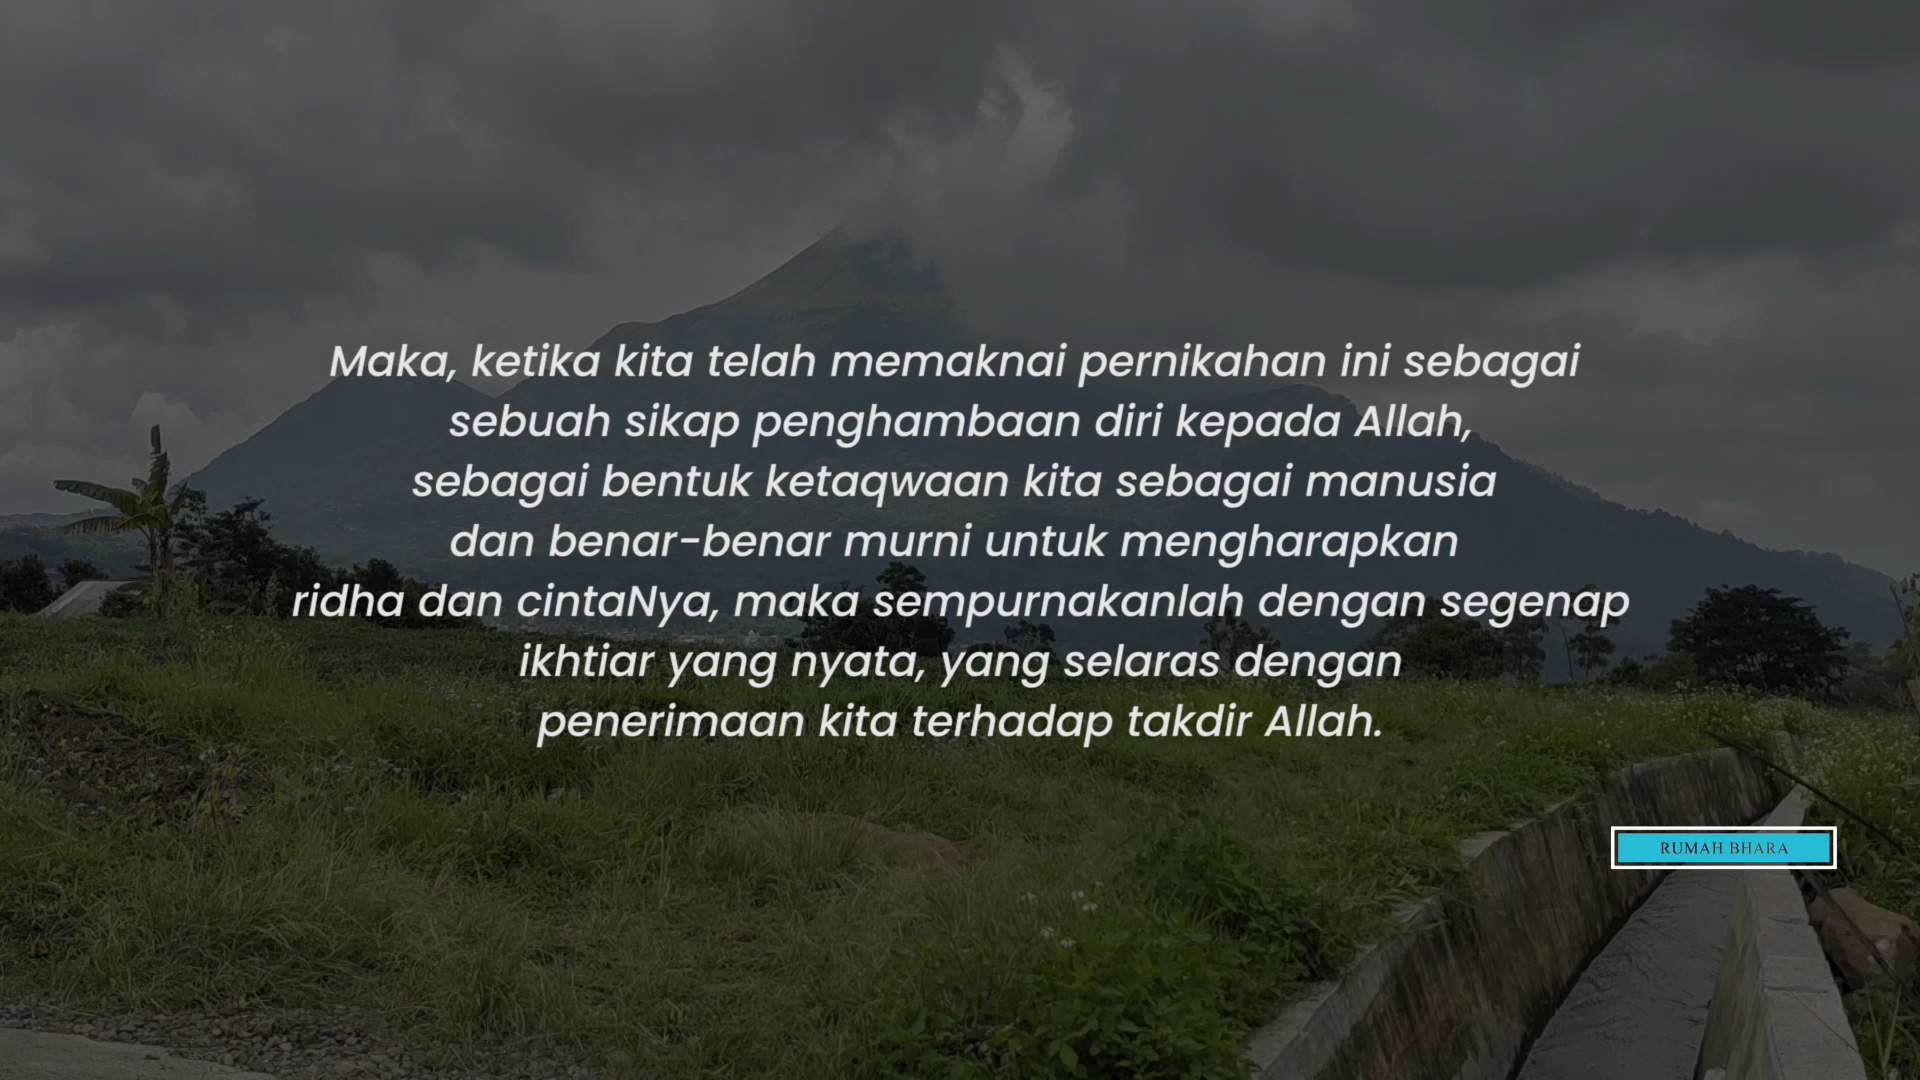 Maka, ketika kita telah memaknai pernikahan ini sebagai
sebuah sikap penghambaan diri kepada Allah,
sebagai bentuk ketaqwaan kita sebagai manusia
dan benar-benar murni untuk mengharapkan
ridha dan cintaNya, maka sempurnakanlah dengan segenap
ikhtiar yang nyata, yang selaras dengan
penerimaan kita terhadap takdir Allah.
RUMAH BHARA